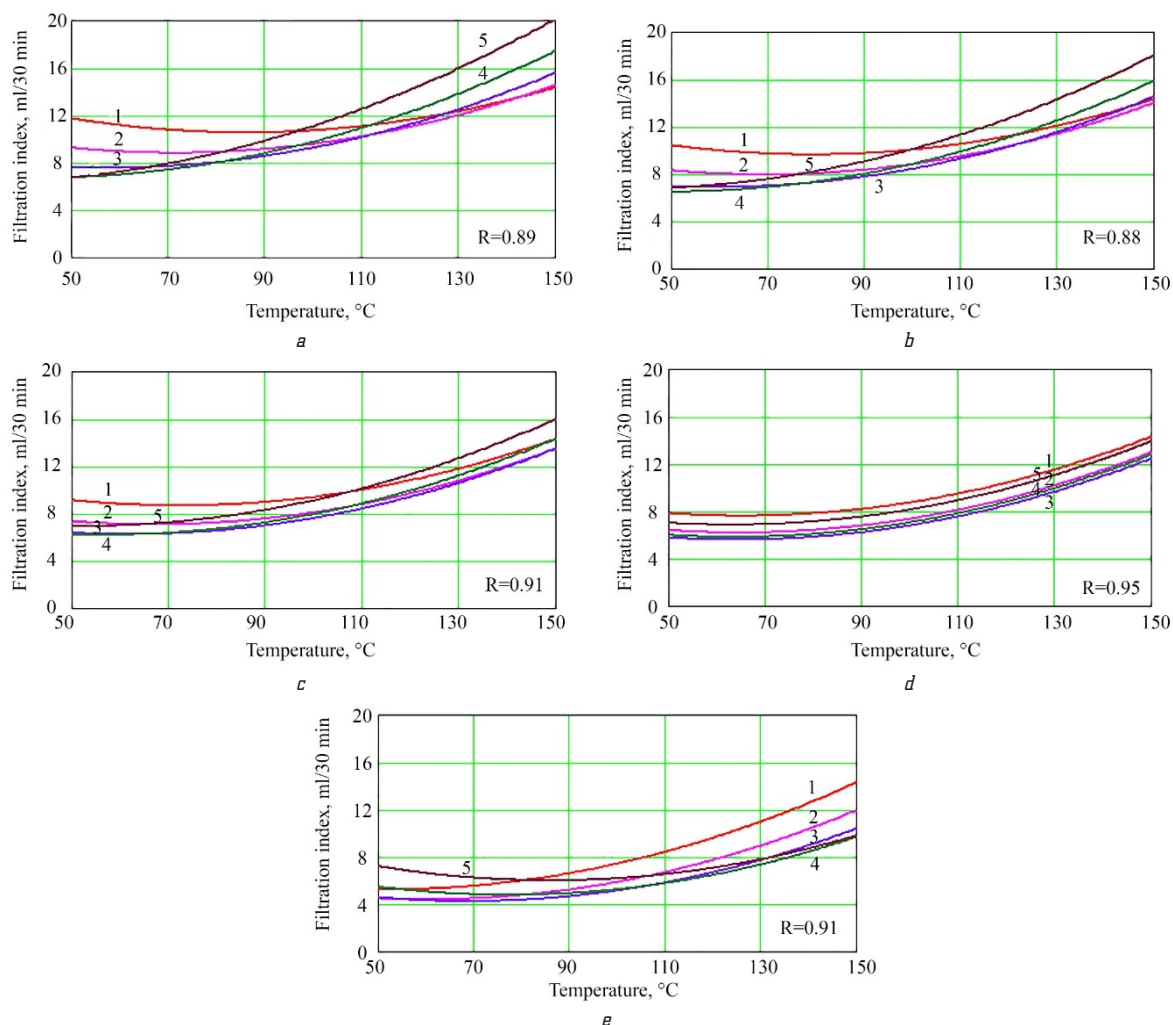 Filtration index, ml/30 min
20
16
12
8
4
0
1
2
3
5
4
R=0.89
50 70 90 110 130 150
Temperature, °C
a
Filtration index, ml/30 min
20
16
12
8
4
0
1
2
5
3
4
R=0.88
50 70 90 110 130 150
Temperature, °C
b
Filtration index, ml/30 min
20
16
12
8
4
0
1
2
3
5
4
R=0.91
50 70 90 110 130 150
Temperature, °C
c
Filtration index, ml/30 min
20
16
12
8
4
0
1
5
2
4
3
R=0.95
50 70 90 110 130 150
Temperature, °C
d
Filtration index, ml/30 min
20
16
12
8
4
0
1
2
3
5
4
R=0.91
50 70 90 110 130 150
Temperature, °C
e